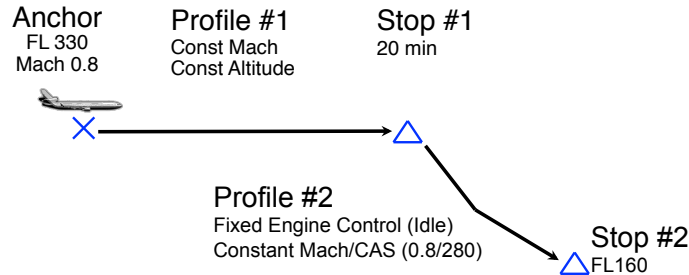 Anchor
FL 330
Mach 0.8
Profile #1
Const Mach
Const Altitude
Stop #1
20 min
Profile #2
Fixed Engine Control (Idle)
Constant Mach/CAS (0.8/280)
Stop #2
FL160